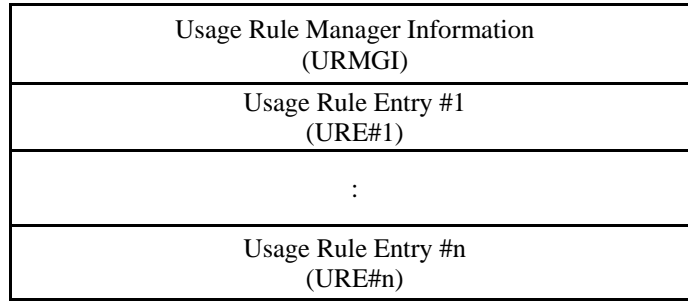 Usage Rule Manager Information
(URMGI)
Usage Rule Entry #1
(URE#1)
:
Usage Rule Entry #n
(URE#n)